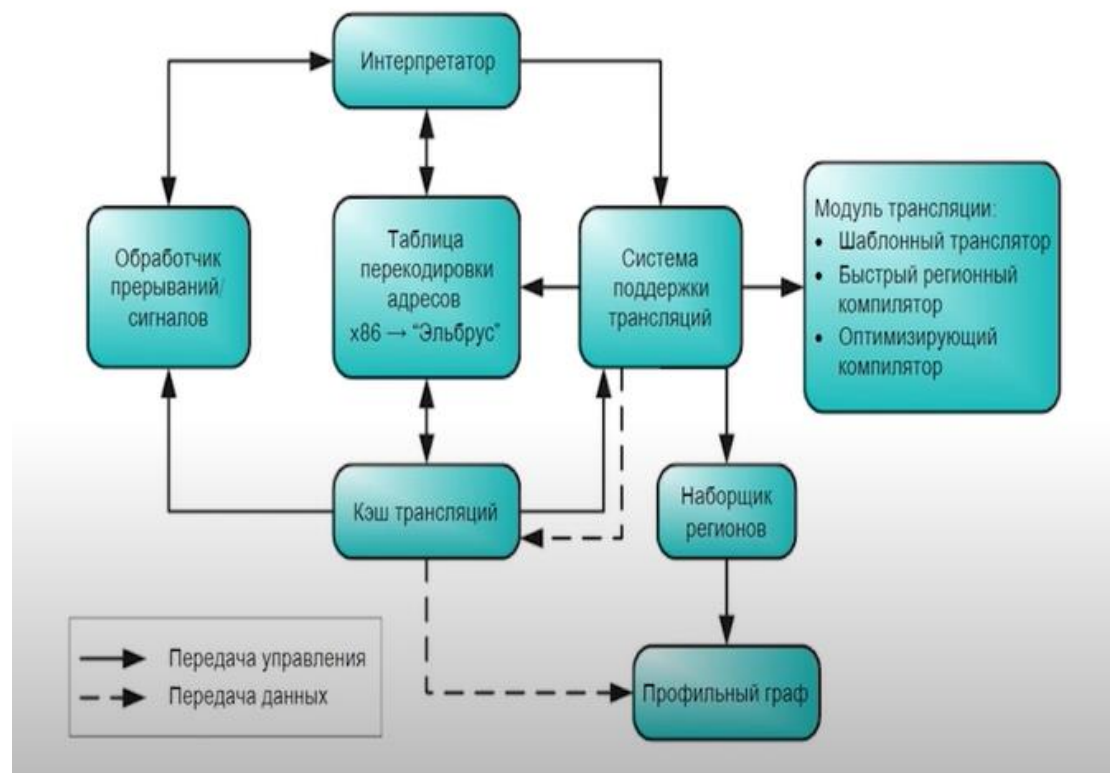 Интерпретатор
Обработчик
прерываний/
сигналов
Таблица
перекодировки
адресов
x86 → “Эльбрус”
Система
поддержки
трансляций
Модуль трансляции:
• Шаблонный транслятор
• Быстрый регионный
компилятор
• Оптимизирующий
компилятор
Кэш трансляций
Наборщик
регионов
Профильный граф
Передача управления
Передача данных